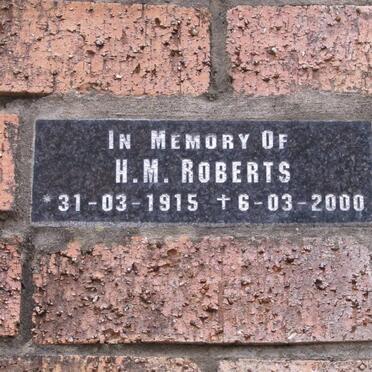 IN MEMORY OF
H.M. ROBERTS
*31-03-1915 †6-03-2000